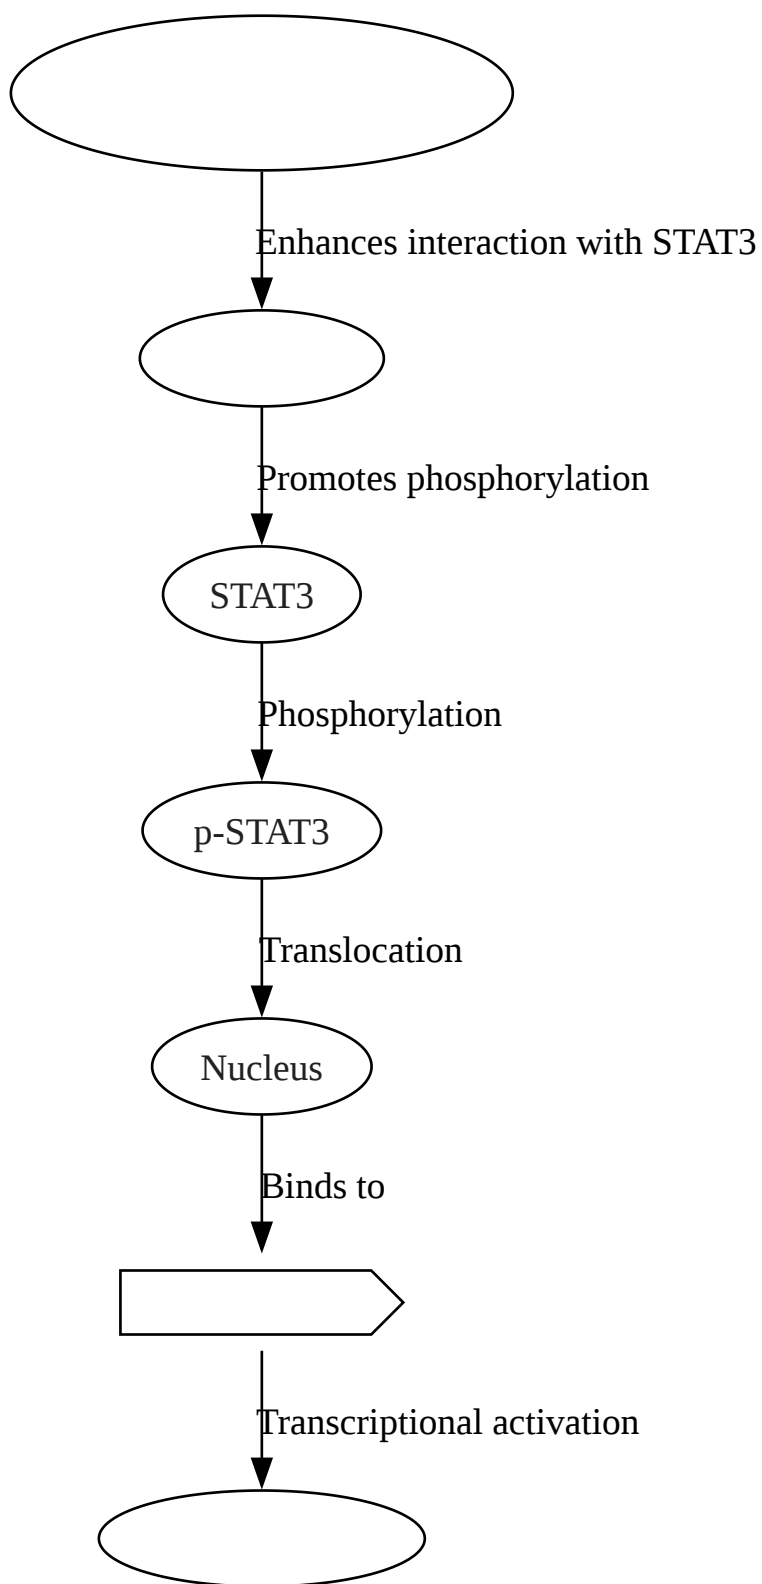 Enhances interaction with STAT3
Promotes phosphorylation
STAT3
Phosphorylation
p-STAT3
Translocation
Nucleus
Binds to
Transcriptional activation